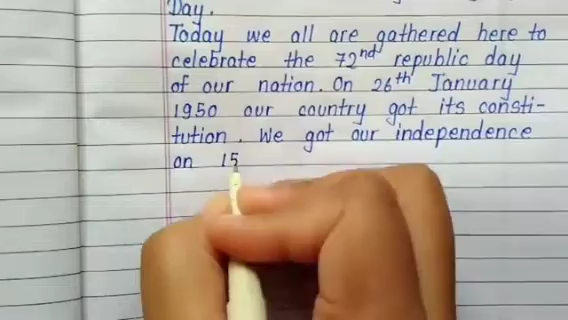 Day.
Today we all are gathered here to
celebrate the 72nd republic day
of our nation. On 26th January
1950 our country got its consti-
tution. We got our independence
on 15